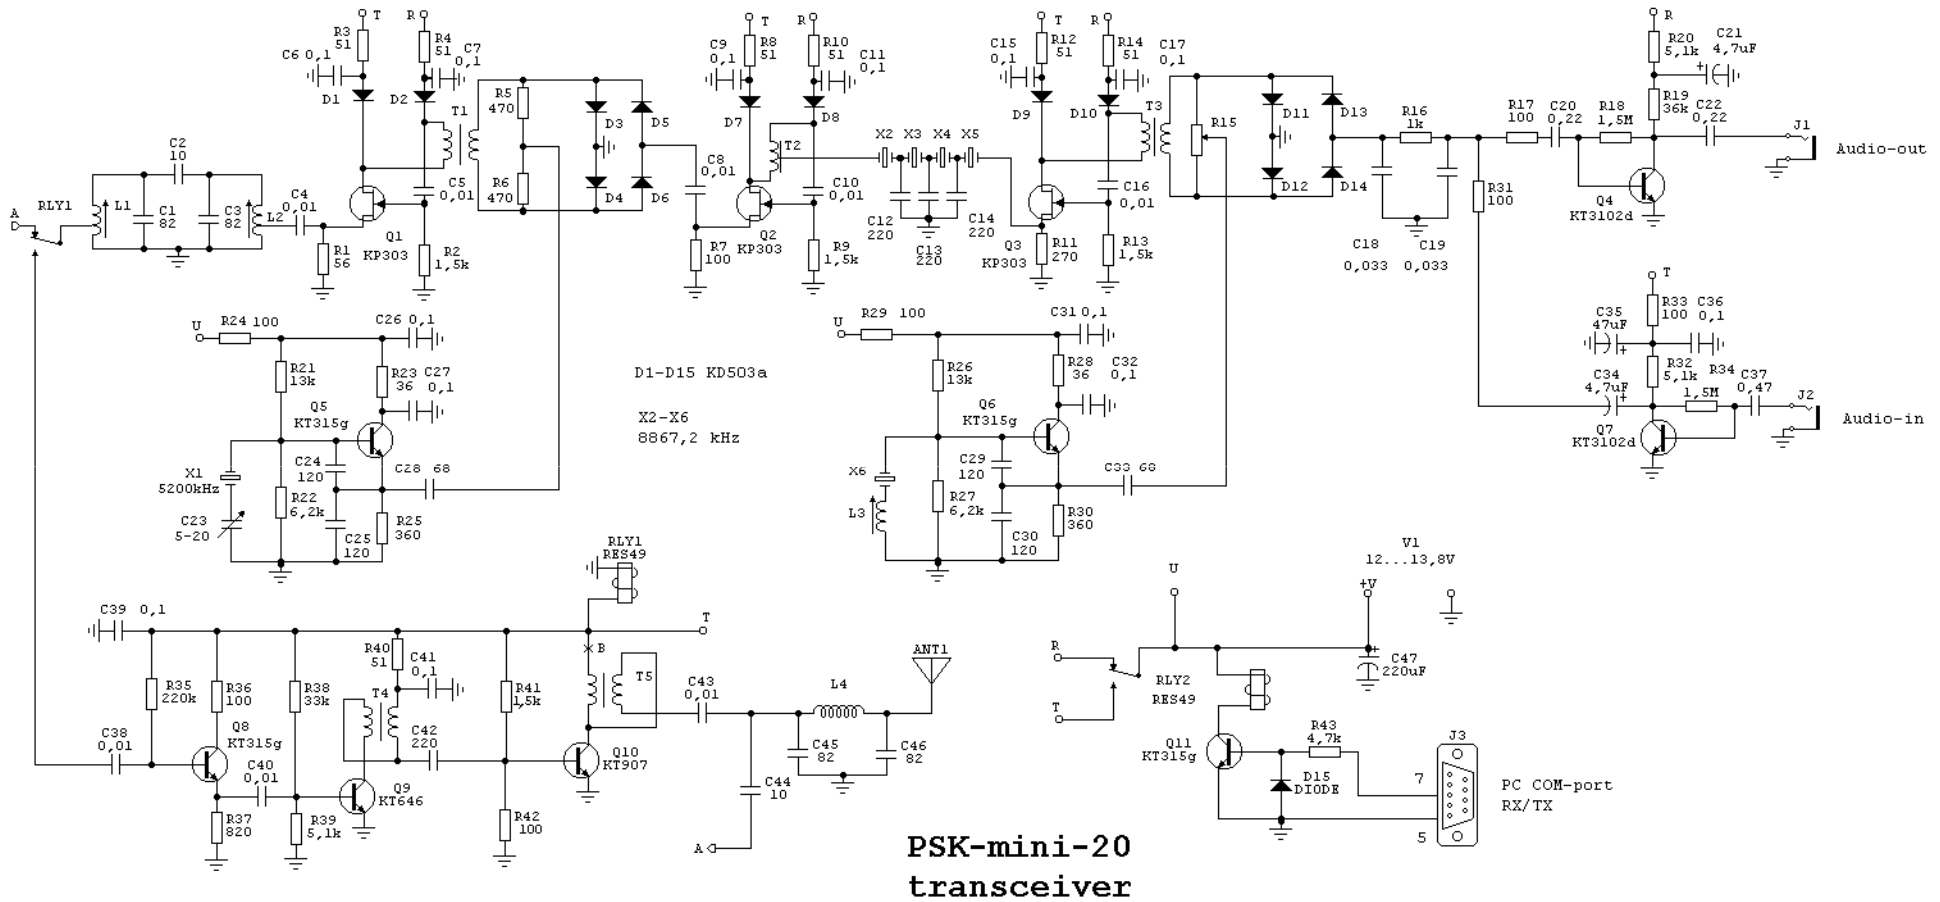 T
R
R3
51
R4
51
C6 0,1
C7
0,1
D1
D2
T1
R5
470
R6
470
D3
D5
D4
D6
C2
10
RLY1
A
L1
C1
82
C3
82
L2
C4
0,01
R1
56
Q1
KP303
C5
0,01
R2
1,5k
T
R
C9
0,1
R8
51
R10
51
C11
0,1
D7
D8
T2
C8
0,01
R7
100
Q2
KP303
C10
0,01
R9
1,5k
X2
X3
X4
X5
C12
220
C13
220
C14
220
T
R
C15
0,1
R12
51
R14
51
C17
0,1
D9
D10
T3
R15
D11
D13
D12
D14
Q3
KP303
R11
270
C16
0,01
R13
1,5k
R16
1k
C18
0,033
C19
0,033
R17
100
C20
0,22
R18
1,5M
R31
100
R
R20
5,1k
C21
4,7uF
+
R19
36k
C22
0,22
Q4
KT3102d
J1
Audio-out
T
R33
100
C36
0,1
C35
47uF
+
R32
5,1k
C34
4,7uF
+
R34
1,5M
C37
0,47
Q7
KT3102d
J2
Audio-in
U
R24 100
C26 0,1
R21
13k
R23
36
C27
0,1
Q5
KT315g
X1
5200kHz
C23
5-20
C24
120
R22
6,2k
C25
120
R25
360
C28 68
D1-D15 KD503a
X2-X6
8867,2 kHz
U
R29 100
C31 0,1
R26
13k
R28
36
C32
0,1
Q6
KT315g
X6
L3
C29
120
R27
6,2k
C30
120
R30
360
C33 68
RLY1
RES49
C39 0,1
T
B
R35
220k
R36
100
R38
33k
R40
51
C41
0,1
T4
R41
1,5k
T5
C38
0,01
Q8
KT315g
C40
0,01
R37
820
R39
5,1k
Q9
KT646
C42
220
Q10
KT907
R42
100
C43
0,01
C44
10
A
C45
82
L4
C46
82
ANT1
U
V1
12...13,8V
+V
R
T
RLY2
RES49
C47
220uF
+
Q11
KT315g
R43
4,7k
D15
DIODE
J3
7
5
PC COM-port
RX/TX
PSK-mini-20
transceiver